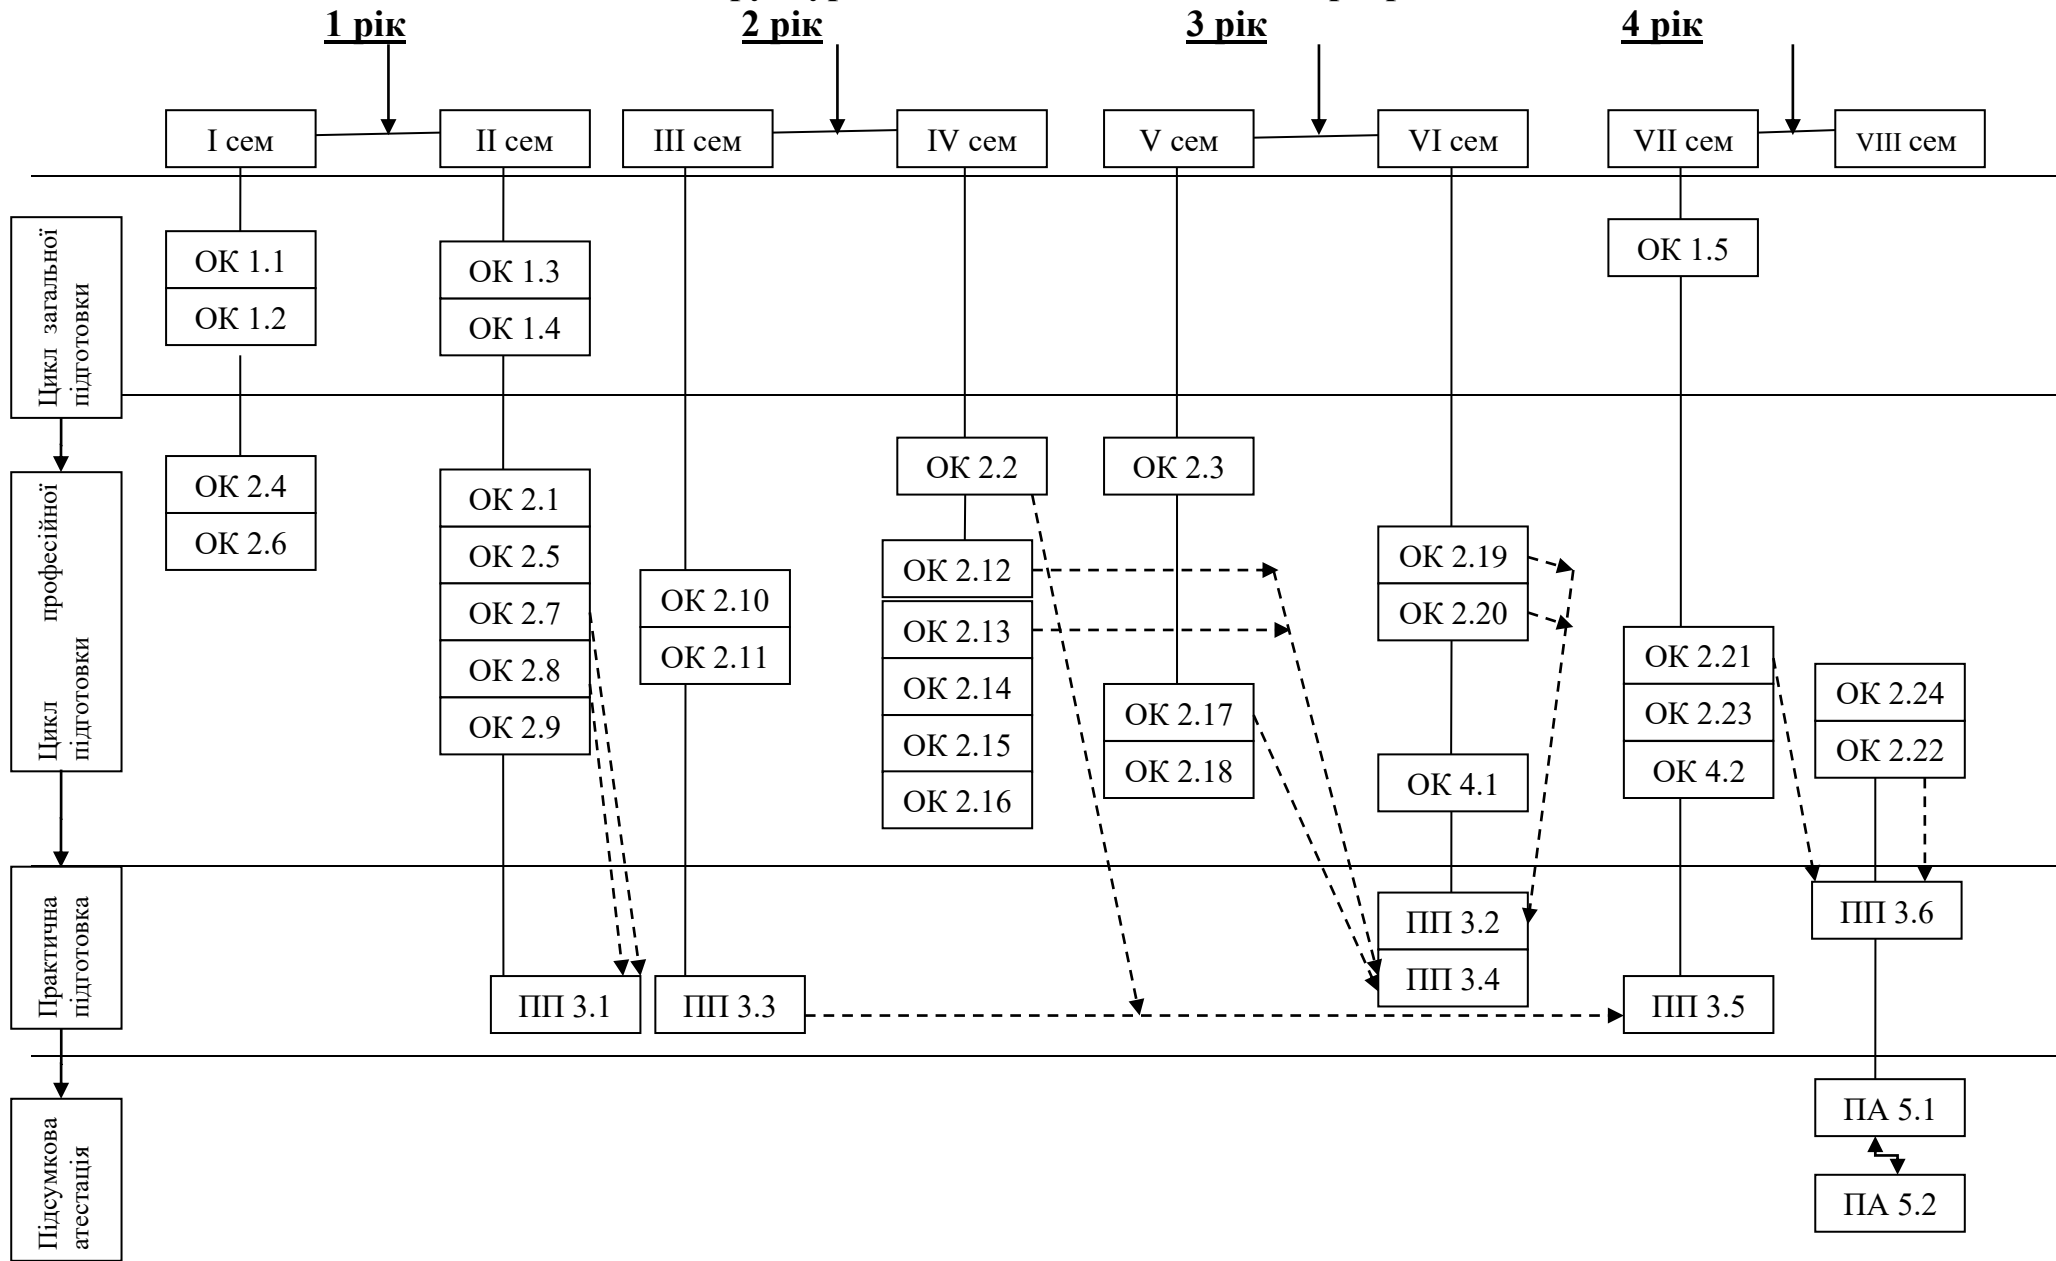 1 рік
2 рік
3 рік
4 рік
I сем
II сем
III сем
IV сем
V сем
VI сем
VII сем
VIII сем
Цикл загальної
підготовки
ОК 1.1
ОК 1.2
ОК 1.3
ОК 1.4
ОК 1.5
Цикл професійної
підготовки
ОК 2.4
ОК 2.6
ОК 2.1
ОК 2.5
ОК 2.7
ОК 2.8
ОК 2.9
ОК 2.10
ОК 2.11
ОК 2.2
ОК 2.12
ОК 2.13
ОК 2.14
ОК 2.15
ОК 2.16
ОК 2.3
ОК 2.17
ОК 2.18
ОК 2.19
ОК 2.20
ОК 4.1
ОК 2.21
ОК 2.23
ОК 4.2
ОК 2.24
ОК 2.22
Практична
підготовка
ПП 3.1
ПП 3.3
ПП 3.2
ПП 3.4
ПП 3.5
ПП 3.6
Підсумкова
атестація
ПА 5.1
ПА 5.2